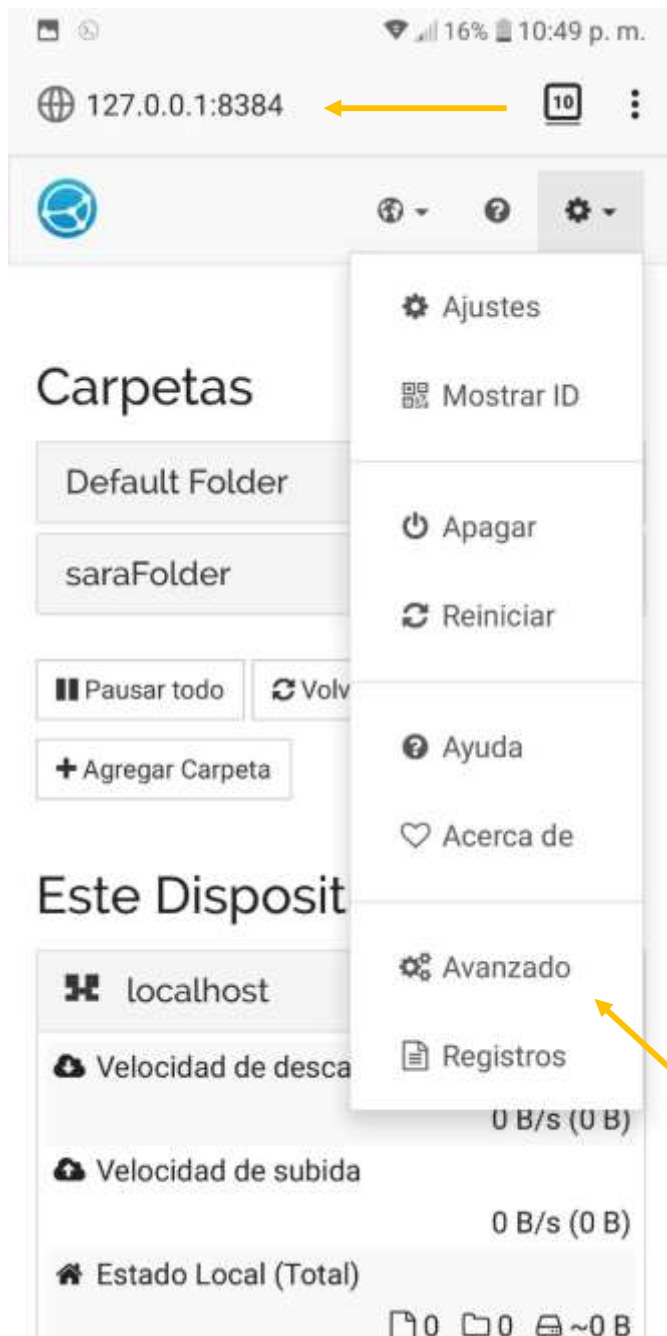 16% 10:49 p. m.
127.0.0.1:8384
10
Ajustes
Mostrar ID
Apagar
Reiniciar
Ayuda
Acerca de
Avanzado
Registros
Carpetas
Default Folder
saraFolder
Pausar todo
Volv
Agregar Carpeta
Este Disposit
localhost
Velocidad de desca
0 B/s (0 B)
Velocidad de subida
0 B/s (0 B)
Estado Local (Total)
0 0 ~0 B